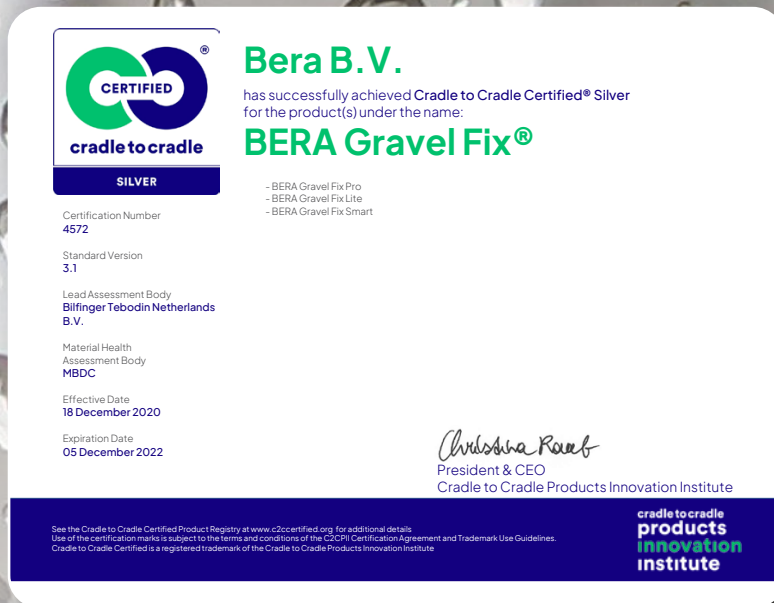 CERTIFIED
®
cradle to cradle
SILVER
Certification Number
4572
Standard Version
3.1
Lead Assessment Body
Bilfinger Tebodin Netherlands
B.V.
Material Health
Assessment Body
MBDC
Effective Date
18 December 2020
Expiration Date
05 December 2022
Bera B.V.
has successfully achieved Cradle to Cradle Certified® Silver
for the product(s) under the name:
BERA Gravel Fix®
- BERA Gravel Fix Pro
- BERA Gravel Fix Lite
- BERA Gravel Fix Smart
Christina Raab
President & CEO
Cradle to Cradle Products Innovation Institute
See the Cradle to Cradle Certified Product Registry at www.c2ccertified.org for additional details
Use of the certification marks is subject to the terms and conditions of the C2CPII Certification Agreement and Trademark Use Guidelines.
Cradle to Cradle Certified is a registered trademark of the Cradle to Cradle Products Innovation Institute
cradle to cradle
products
innovation
institute